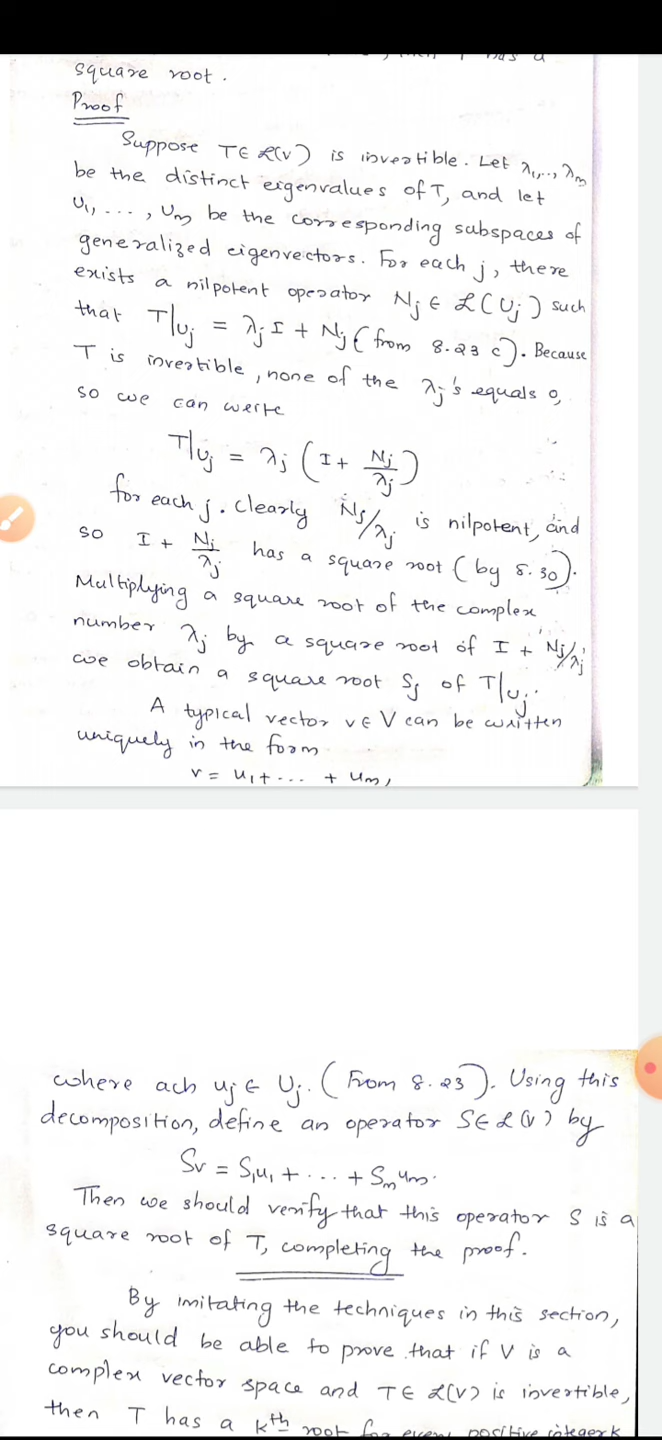 has a
square root.
Proof
Suppose T∈ L(V) is invertible. Let λ₁,..,λₘ
be the distinct eigenvalues of T, and let
U₁, ..., Uₘ be the corresponding subspaces of
generalized eigenvectors. For each j, there
exists a nilpotent operator Nⱼ ∈ L(Uⱼ) such
that T|Uⱼ = λⱼI + Nⱼ (from 8.23 c). Because
T is invertible, none of the λⱼ's equals 0,
so we can write
T|Uⱼ = λⱼ (I + Nⱼ/λⱼ)
for each j. Clearly Nⱼ/λⱼ is nilpotent, and
so I + Nⱼ/λⱼ has a square root (by 8.30).
Multiplying a square root of the complex
number λⱼ by a square root of I + Nⱼ/λⱼ
we obtain a square root Sⱼ of T|Uⱼ.
A typical vector v∈V can be written
uniquely in the form
v = u₁+ ... + uₘ,
where ach uⱼ ∈ Uⱼ. (From 8.23). Using this
decomposition, define an operator S∈ L(V) by
Sv = S₁u₁ + ... + Sₘuₘ.
Then we should verify that this operator S is a
square root of T, completing the proof.
By imitating the techniques in this section,
you should be able to prove that if V is a
complex vector space and T∈ L(V) is invertible,
then T has a kth root for every positive integer k